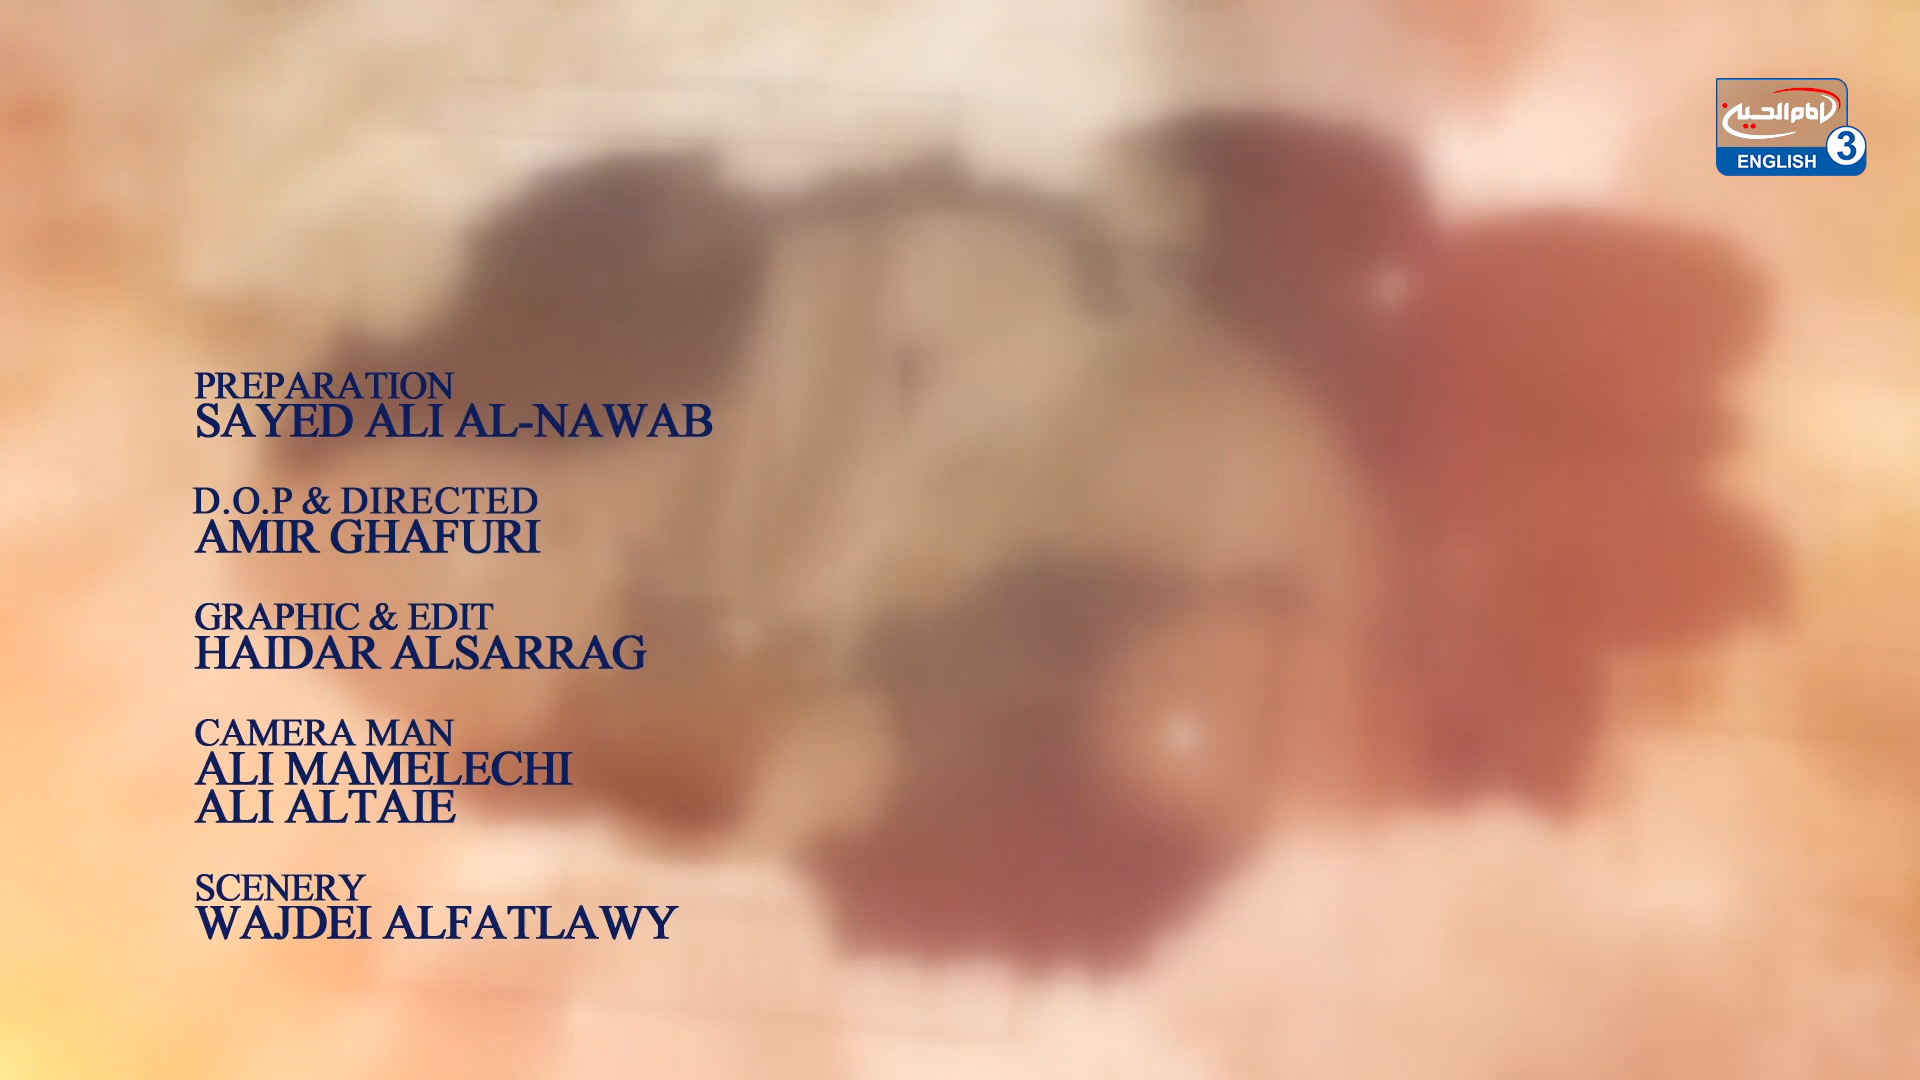 امام الحسين
3
ENGLISH
PREPARATION
SAYED ALI AL-NAWAB
D.O.P & DIRECTED
AMIR GHAFURI
GRAPHIC & EDIT
HAIDAR ALSARRAG
CAMERA MAN
ALI MAMELECHI
ALI ALTAIE
SCENERY
WAJDEI ALFATLAWY